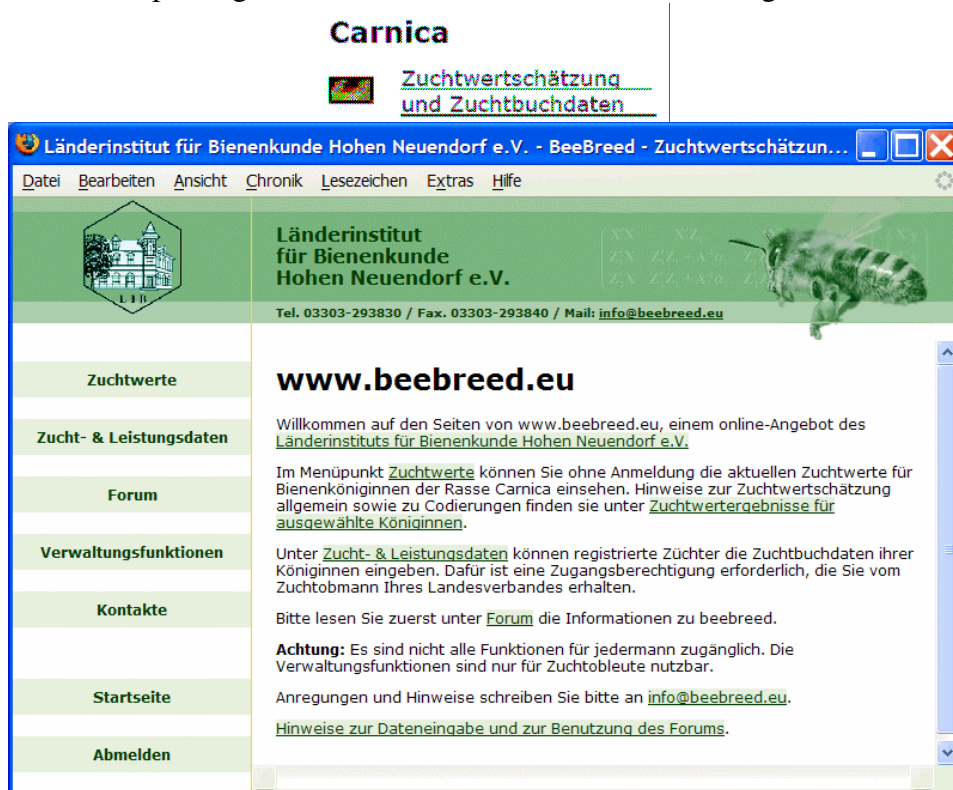 Carnica
Zuchtwertschätzung
und Zuchtbuchdaten
Länderinstitut für Bienenkunde Hohen Neuendorf e.V. - BeeBreed - Zuchtwertschätzun...
Datei Bearbeiten Ansicht Chronik Lesezeichen Extras Hilfe
LIB
Länderinstitut
für Bienenkunde
Hohen Neuendorf e.V.
Tel. 03303-293830 / Fax. 03303-293840 / Mail: info@beebreed.eu
Zuchtwerte
Zucht- & Leistungsdaten
Forum
Verwaltungsfunktionen
Kontakte
Startseite
Abmelden
www.beebreed.eu
Willkommen auf den Seiten von www.beebreed.eu, einem online-Angebot des
Länderinstituts für Bienenkunde Hohen Neuendorf e.V.
Im Menüpunkt Zuchtwerte können Sie ohne Anmeldung die aktuellen Zuchtwerte für
Bienenköniginnen der Rasse Carnica einsehen. Hinweise zur Zuchtwertschätzung
allgemein sowie zu Codierungen finden sie unter Zuchtwertergebnisse für
ausgewählte Königinnen.
Unter Zucht- & Leistungsdaten können registrierte Züchter die Zuchtbuchdaten ihrer
Königinnen eingeben. Dafür ist eine Zugangsberechtigung erforderlich, die Sie vom
Zuchtobmann Ihres Landesverbandes erhalten.
Bitte lesen Sie zuerst unter Forum die Informationen zu beebreed.
Achtung: Es sind nicht alle Funktionen für jedermann zugänglich. Die
Verwaltungsfunktionen sind nur für Zuchtobleute nutzbar.
Anregungen und Hinweise schreiben Sie bitte an info@beebreed.eu.
Hinweise zur Dateneingabe und zur Benutzung des Forums.